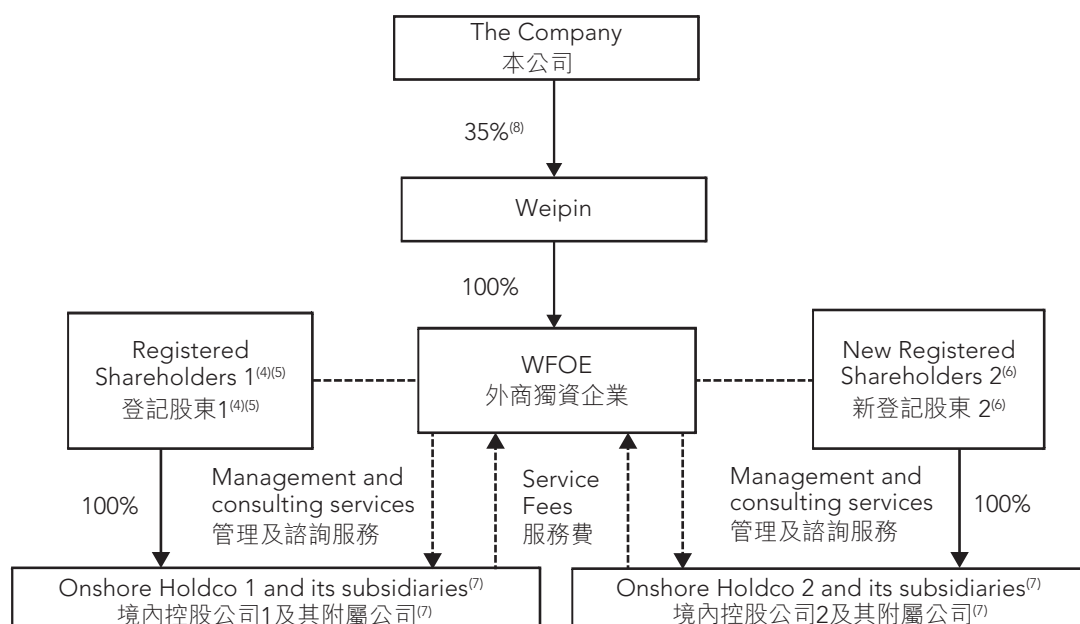 The Company
本公司
35%(8)
Weipin
100%
Registered
Shareholders 1(4)(5)
登記股東1(4)(5)
WFOE
外商獨資企業
New Registered
Shareholders 2(6)
新登記股東 2(6)
100%
Management and
consulting services
管理及諮詢服務
Service
Fees
服務費
Management and
consulting services
管理及諮詢服務
100%
Onshore Holdco 1 and its subsidiaries(7)
境內控股公司1及其附屬公司(7)
Onshore Holdco 2 and its subsidiaries(7)
境內控股公司2及其附屬公司(7)